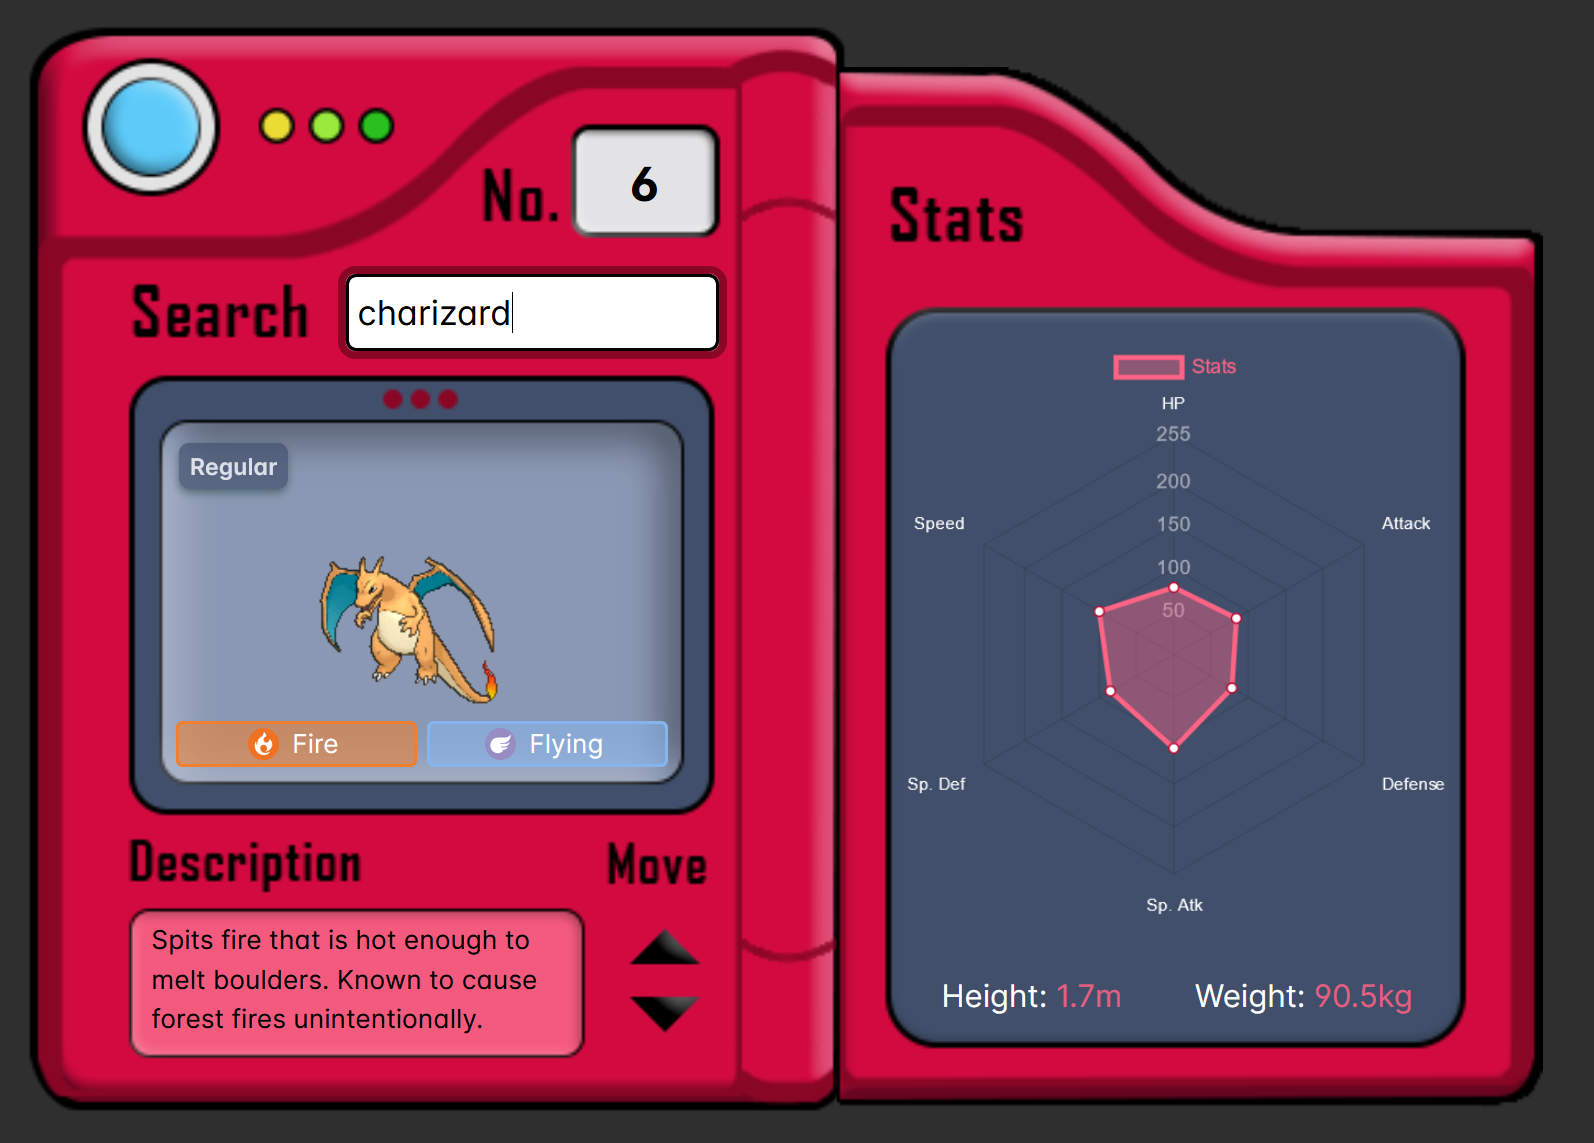 No. 6
Search charizard
Regular
Fire Flying
Description
Move
Spits fire that is hot enough to
melt boulders. Known to cause
forest fires unintentionally.
Stats
Stats
HP
255
200
150
100
50
Speed
Attack
Sp. Def
Defense
Sp. Atk
Height: 1.7m Weight: 90.5kg